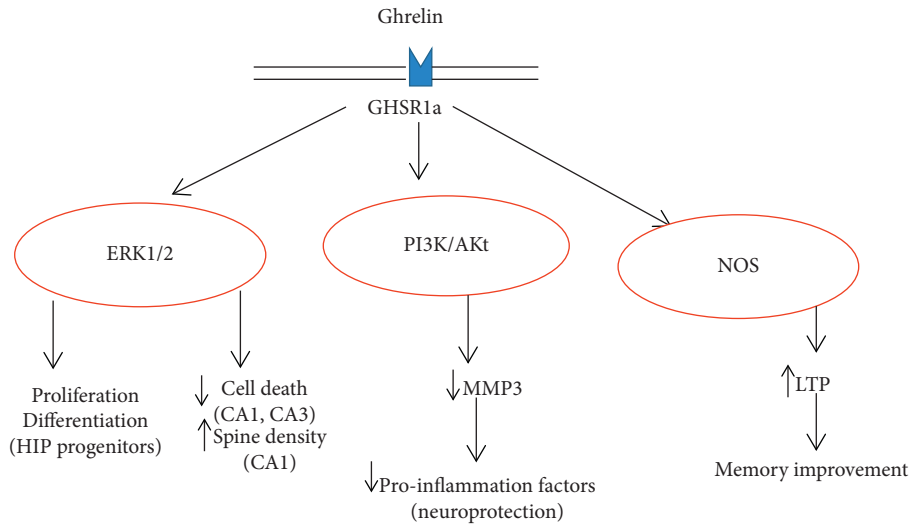 Ghrelin
GHSR1a
ERK1/2
PI3K/AKt
NOS
Proliferation
Differentiation
(HIP progenitors)
↓ Cell death
(CA1, CA3)
↑ Spine density
(CA1)
↓ MMP3
↓ Pro-inflammation factors
(neuroprotection)
↑ LTP
Memory improvement